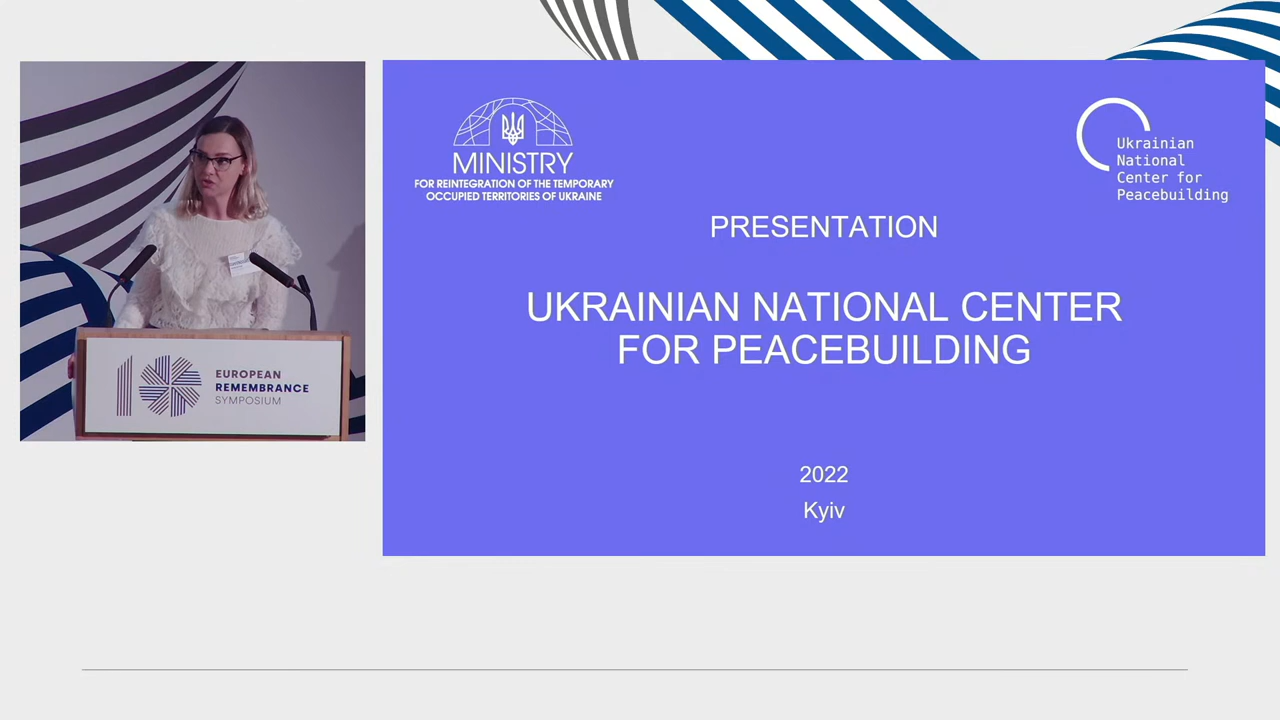 MINISTRY
FOR REINTEGRATION OF THE TEMPORARY
OCCUPIED TERRITORIES OF UKRAINE
Ukrainian
National
Center for
Peacebuilding
PRESENTATION
UKRAINIAN NATIONAL CENTER
FOR PEACEBUILDING
2022
Kyiv
10
EUROPEAN
REMEMBRANCE
SYMPOSIUM